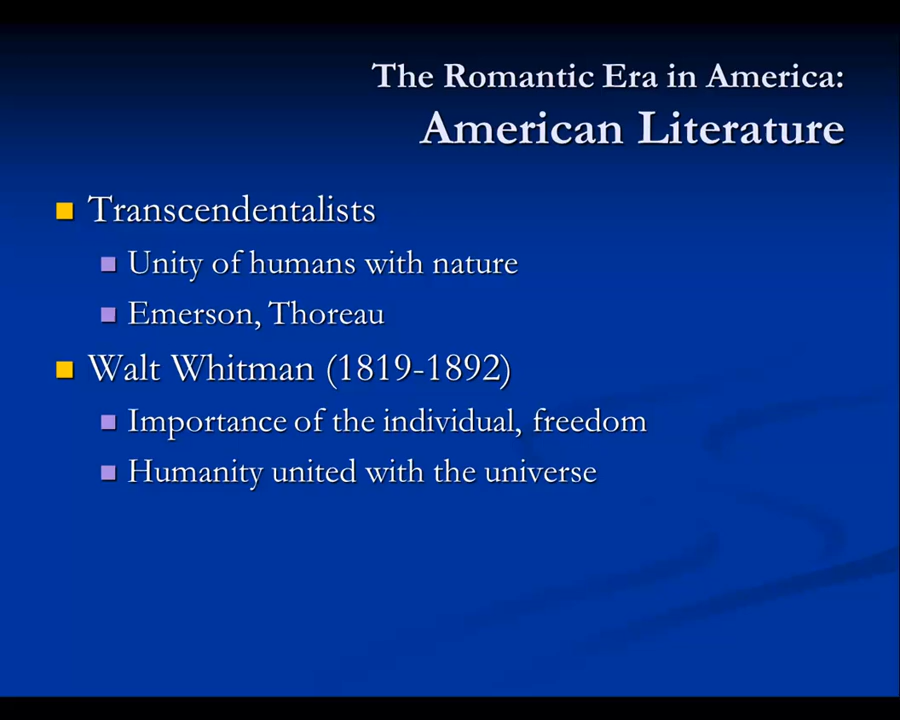 The Romantic Era in America:
American Literature
Transcendentalists
Unity of humans with nature
Emerson, Thoreau
Walt Whitman (1819-1892)
Importance of the individual, freedom
Humanity united with the universe